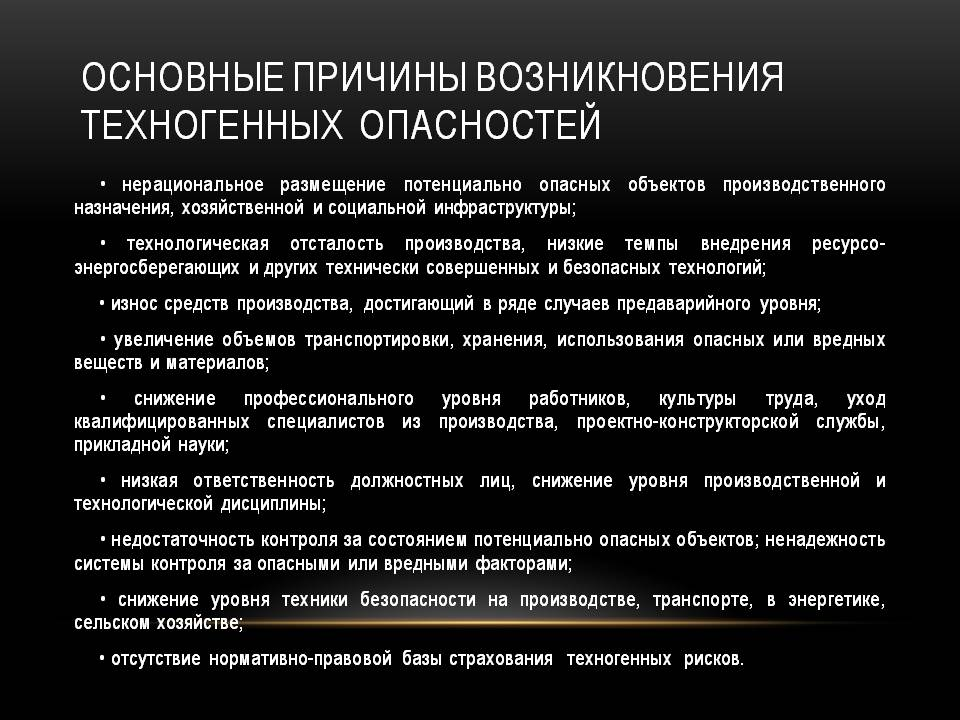 ОСНОВНЫЕ ПРИЧИНЫ ВОЗНИКНОВЕНИЯ
ТЕХНОГЕННЫХ ОПАСНОСТЕЙ
• нерациональное размещение потенциально опасных объектов производственного
назначения, хозяйственной и социальной инфраструктуры;
• технологическая отсталость производства, низкие темпы внедрения ресурсо-
энергосберегающих и других технически совершенных и безопасных технологий;
• износ средств производства, достигающий в ряде случаев предаварийного уровня;
• увеличение объемов транспортировки, хранения, использования опасных или вредных
веществ и материалов;
• снижение профессионального уровня работников, культуры труда, уход
квалифицированных специалистов из производства, проектно-конструкторской службы,
прикладной науки;
• низкая ответственность должностных лиц, снижение уровня производственной и
технологической дисциплины;
• недостаточность контроля за состоянием потенциально опасных объектов; ненадежность
системы контроля за опасными или вредными факторами;
• снижение уровня техники безопасности на производстве, транспорте, в энергетике,
сельском хозяйстве;
• отсутствие нормативно-правовой базы страхования техногенных рисков.